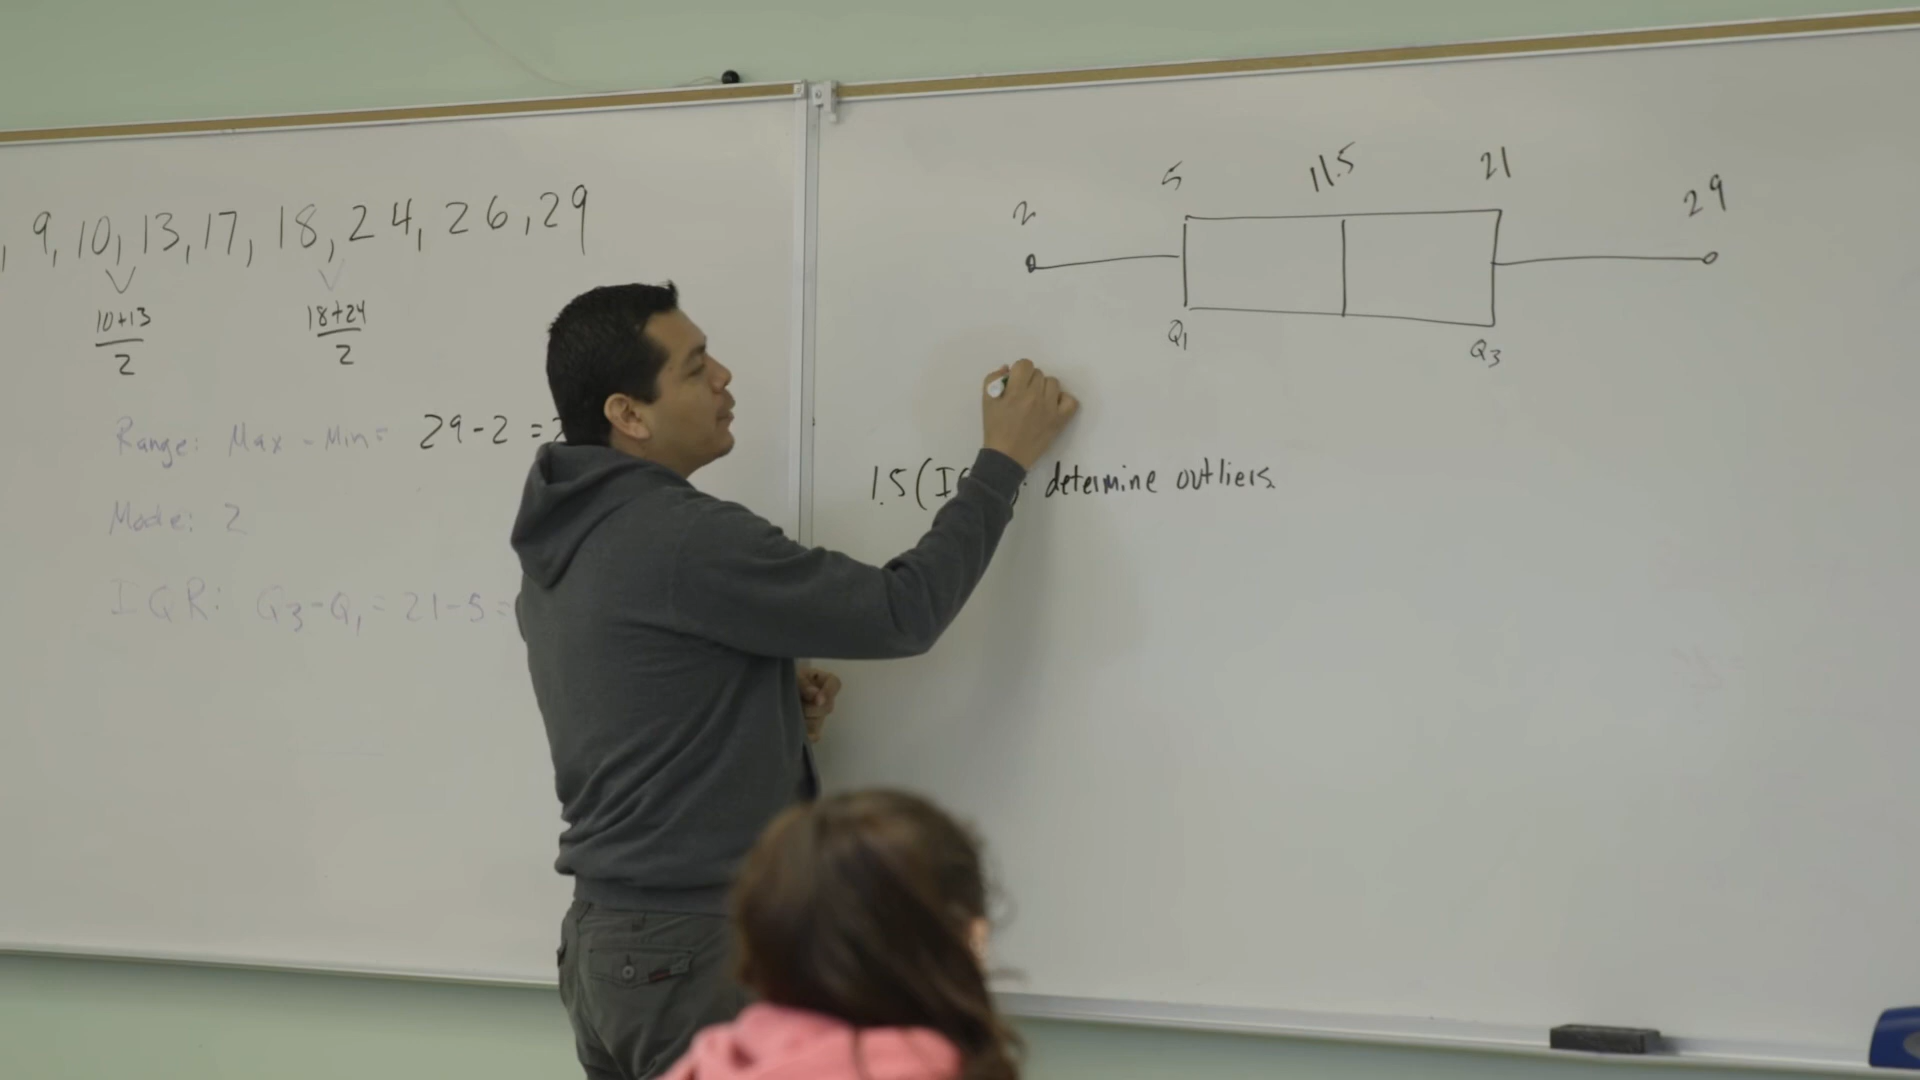 , 9, 10, 13, 17, 18, 24, 26, 29
10+13
2
18+24
2
Range: Max - Min = 29-2 =
Mode: 2
IQR: Q3-Q1 = 21-5 =
2 5 11.5 21 29
Q1 Q3
1.5 determine outliers.